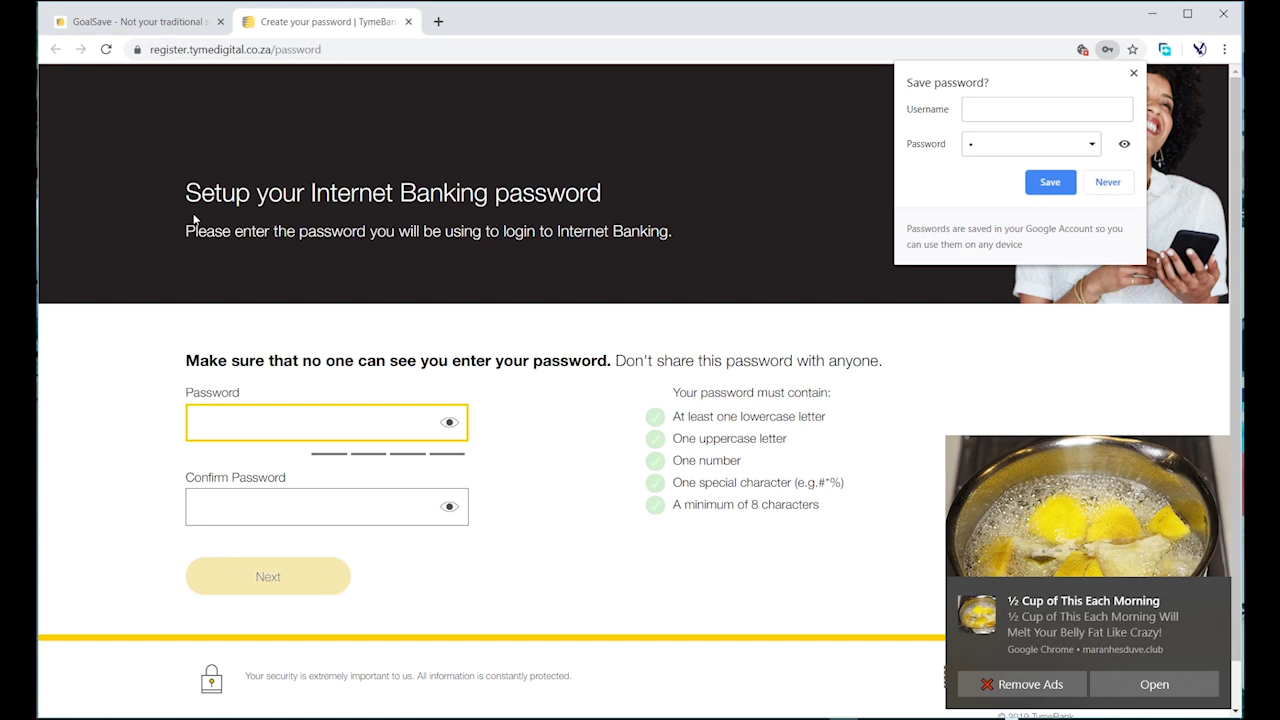 GoalSave - Not your traditional s
Create your password | TymeBan
register.tymedigital.co.za/password
Save password?
Username
Password
Save
Never
Passwords are saved in your Google Account so you
can use them on any device
Setup your Internet Banking password
Please enter the password you will be using to login to Internet Banking.
Make sure that no one can see you enter your password. Don't share this password with anyone.
Password
Confirm Password
Next
Your password must contain:
At least one lowercase letter
One uppercase letter
One number
One special character (e.g.#*%)
A minimum of 8 characters
½ Cup of This Each Morning
½ Cup of This Each Morning Will
Melt Your Belly Fat Like Crazy!
Google Chrome • maranhesduve.club
Remove Ads
Open
Your security is extremely important to us. All information is constantly protected.
© 2019 TymeBank